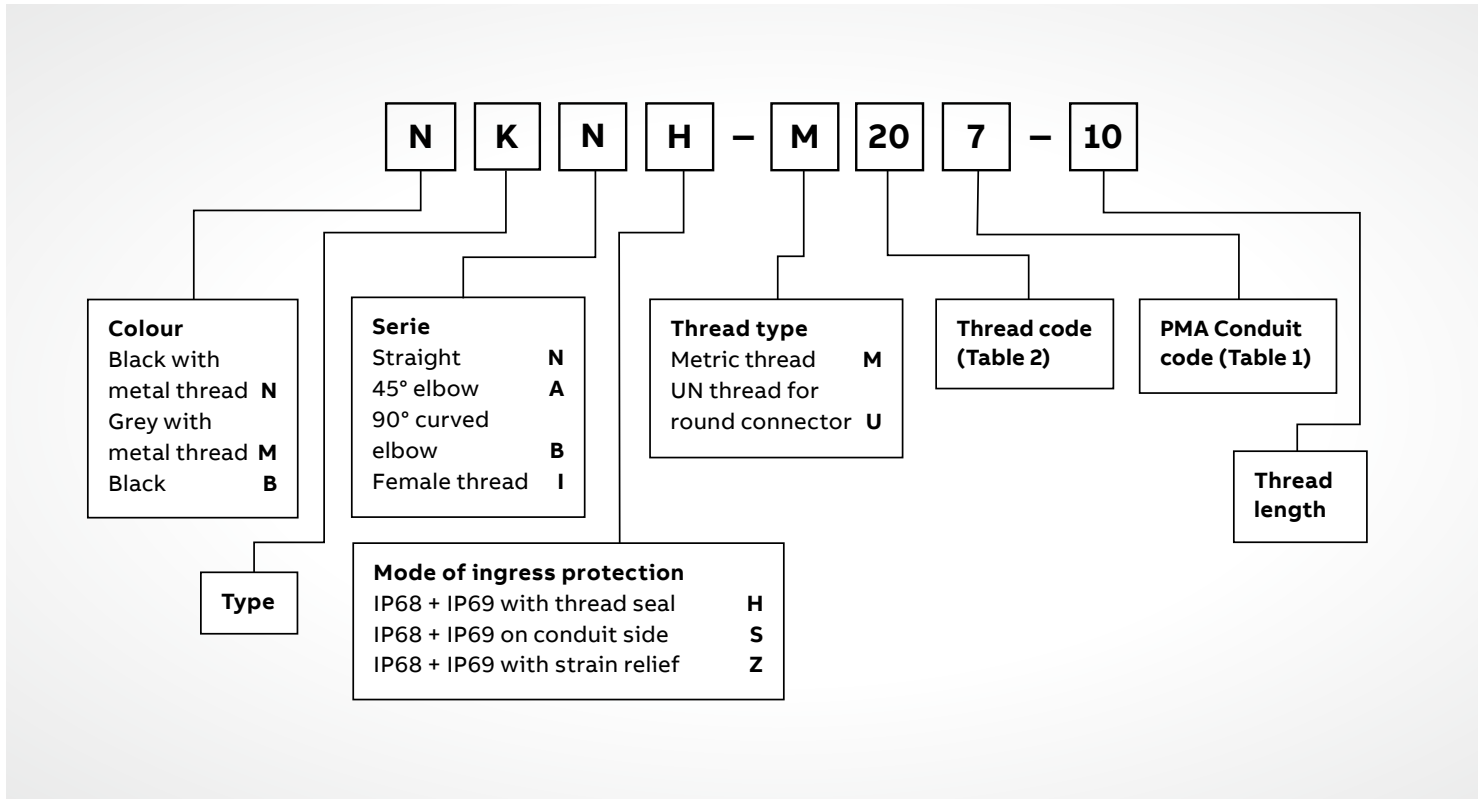 N K N H – M 20 7 – 10
Colour
Black with
metal thread N
Grey with
metal thread M
Black B
Serie
Straight N
45° elbow A
90° curved
elbow B
Female thread I
Thread type
Metric thread M
UN thread for
round connector U
Thread code
(Table 2)
PMA Conduit
code (Table 1)
Thread
length
Type
Mode of ingress protection
IP68 + IP69 with thread seal H
IP68 + IP69 on conduit side S
IP68 + IP69 with strain relief Z